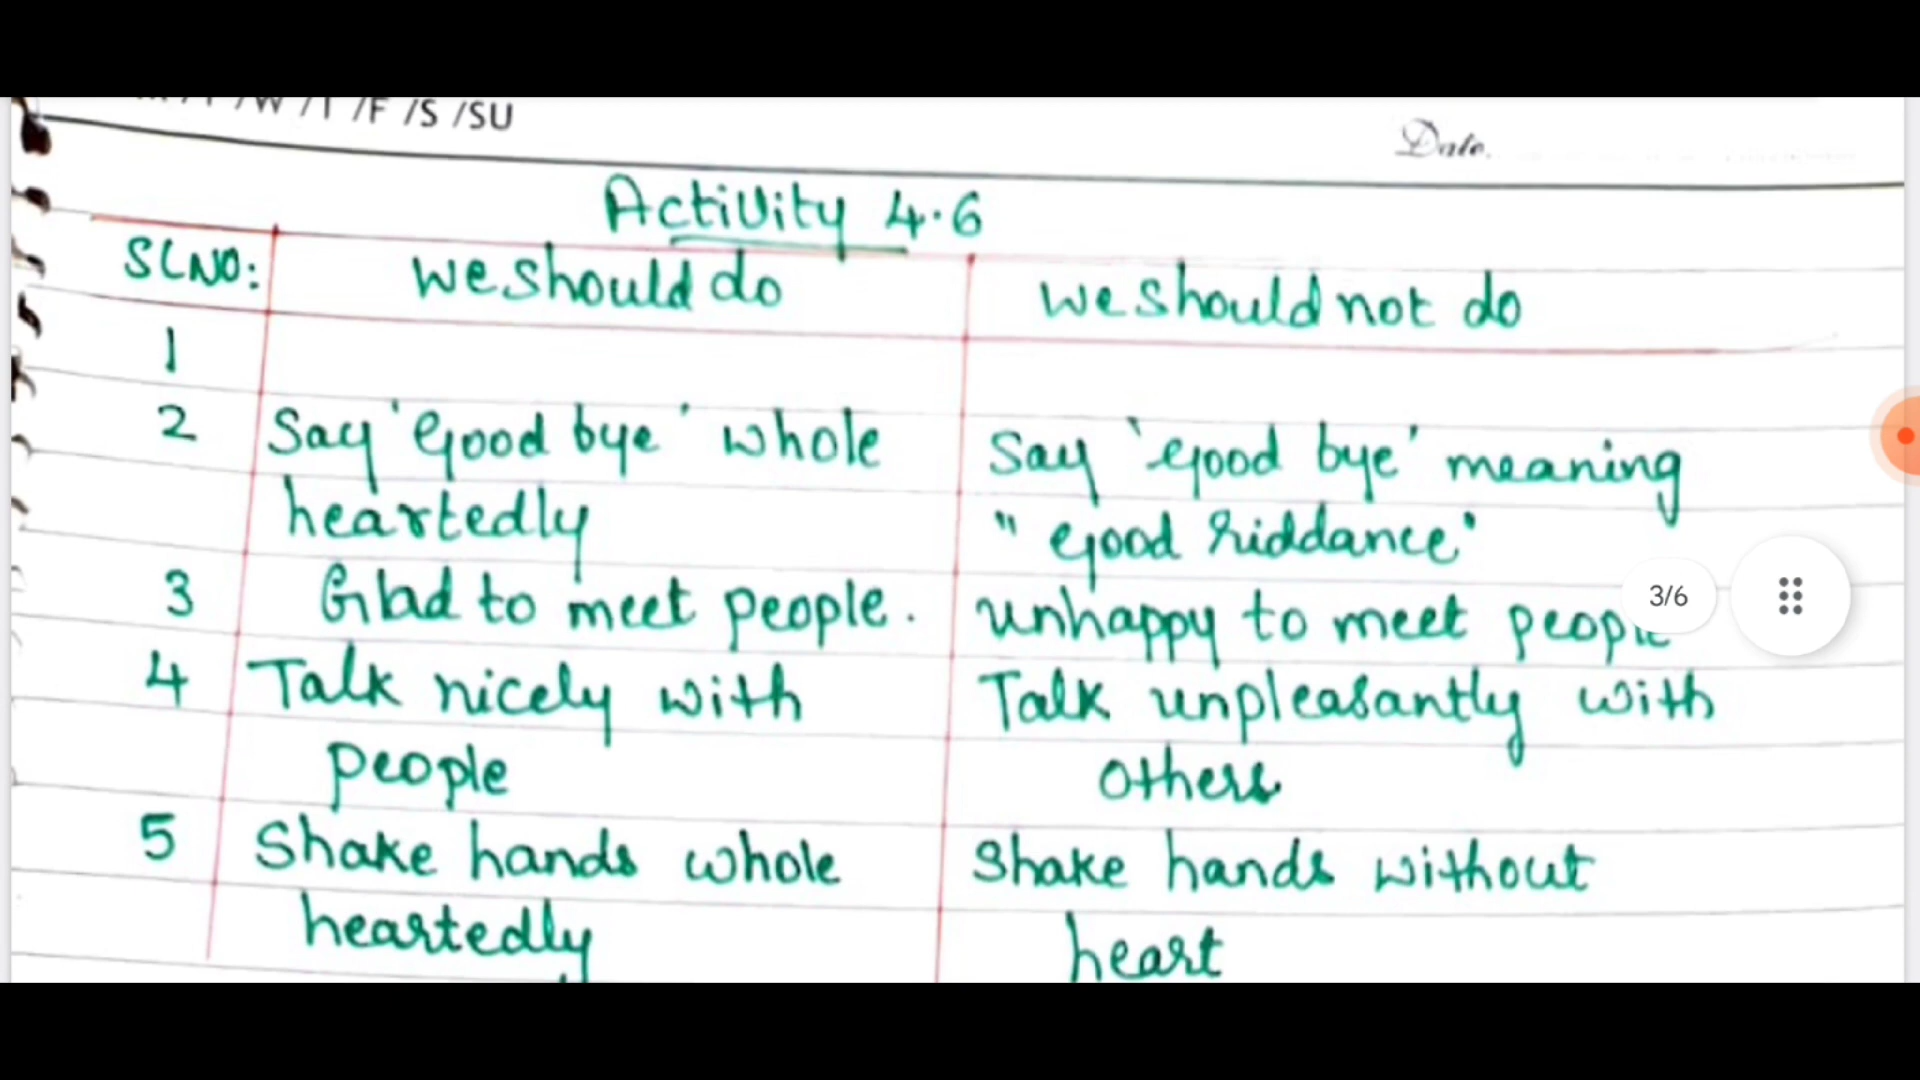 /W /T /F /S /SU
Date.
Activity 4.6
SLNO: We should do We should not do
1
2 Say 'Good bye' whole Say 'Good bye' meaning
heartedly "Good riddance"
3 Glad to meet people. unhappy to meet people
3/6
4 Talk nicely with Talk unpleasantly with
people others
5 Shake hands whole Shake hands without
heartedly heart